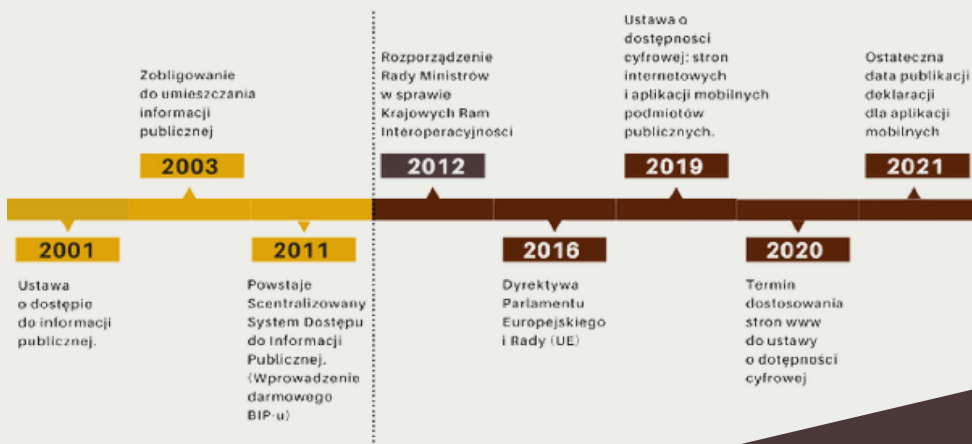 Zobligowanie
do umieszczania
informacji
publicznej
2003
Rozporządzenie
Rady Ministrów
w sprawie
Krajowych Ram
Interoperacyjności
2012
Ustawa o
dostępności
cyfrowej: stron
internetowych
i aplikacji mobilnych
podmiotów
publicznych.
2019
Ostateczna
data publikacji
deklaracji
dla aplikacji
mobilnych
2021
2001
Ustawa
o dostępie
do informacji
publicznej.
2011
Powstaje
Scentralizowany
System Dostępu
do Informacji
Publicznej.
(Wprowadzenie
darmowego
BIP-u)
2016
Dyrektywa
Parlamentu
Europejskiego
i Rady (UE)
2020
Termin
dostosowania
stron www
do ustawy
o dotępności
cyfrowej